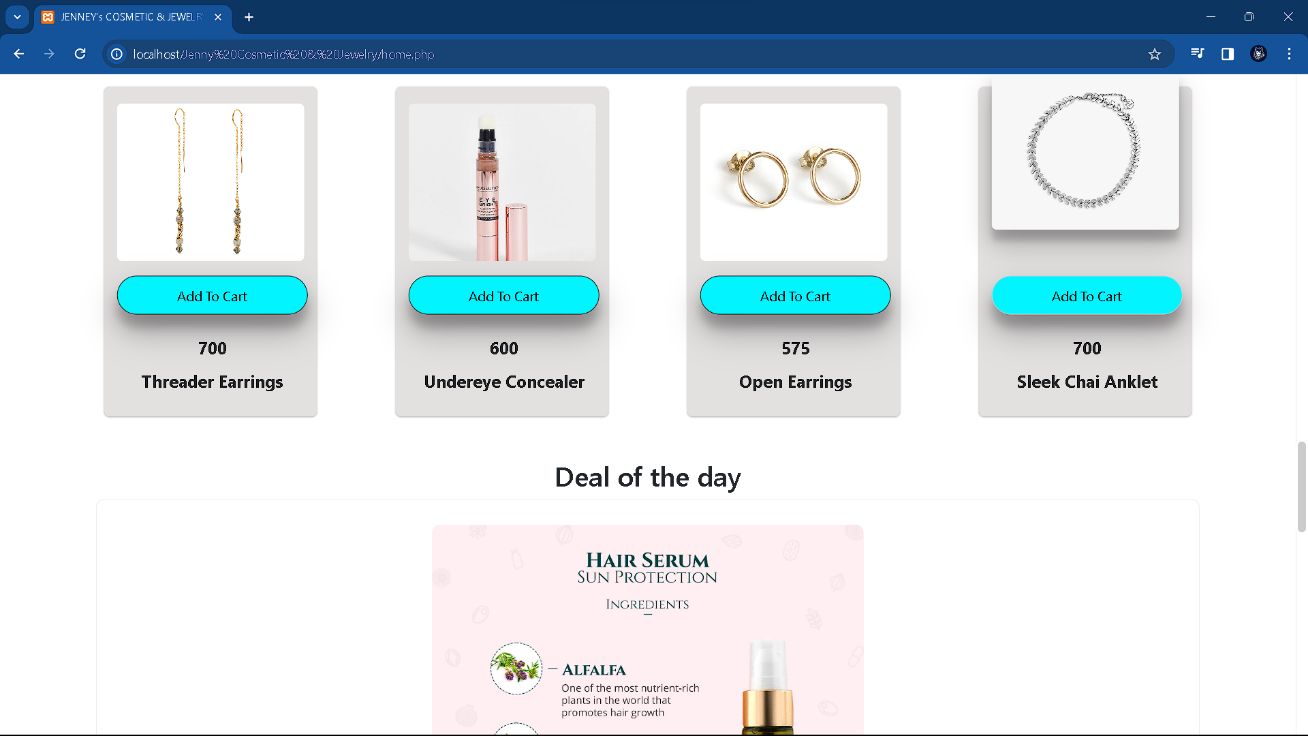 JENNEY's COSMETIC & JEWELR
localhost/Jenny%20Cosmetic%20&%20Jewelry/home.php
Add To Cart
Add To Cart
Add To Cart
Add To Cart
700
600
575
700
Threader Earrings
Undereye Concealer
Open Earrings
Sleek Chai Anklet
Deal of the day
Hair Serum
Sun Protection
Ingredients
Alfalfa
One of the most nutrient-rich
plants in the world that
promotes hair growth